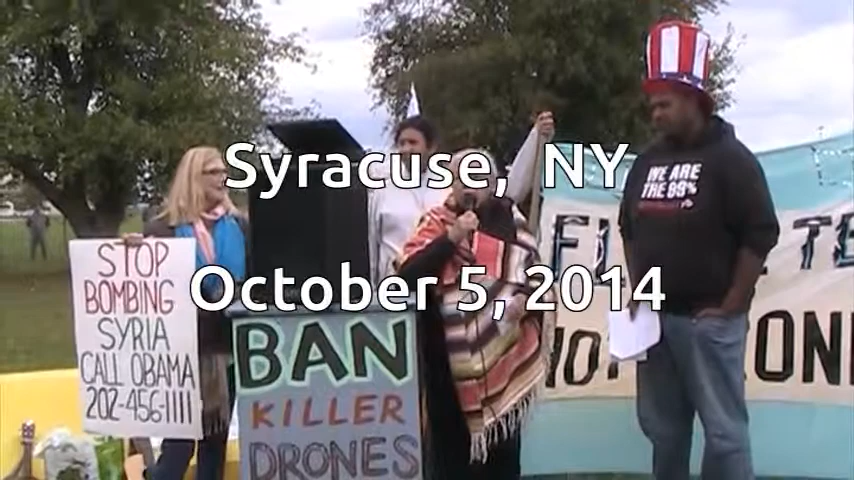 Syracuse, NY
October 5, 2014
STOP
BOMBING
SYRIA
CALL OBAMA
202-456-1111
BAN
KILLER
DRONES
WE ARE
THE 99%